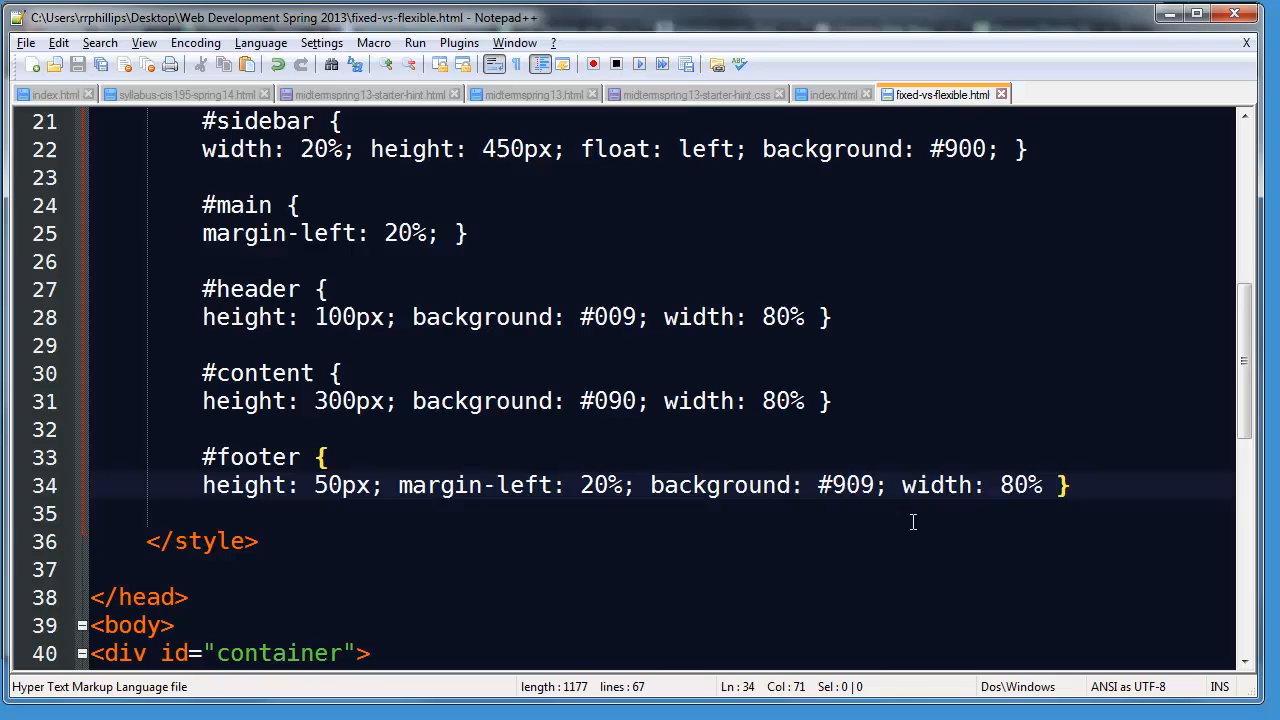 C:\Users\rrphillips\Desktop\Web Development Spring 2013\fixed-vs-flexible.html - Notepad++
File Edit Search View Encoding Language Settings Macro Run Plugins Window ? X
index.html syllabus-cis195-spring14.html midtermspring13-starter-hint.html midtermspring13.html midtermspring13-starter-hint.css index.html fixed-vs-flexible.html
21 #sidebar {
22 width: 20%; height: 450px; float: left; background: #900; }
23
24 #main {
25 margin-left: 20%; }
26
27 #header {
28 height: 100px; background: #009; width: 80% }
29
30 #content {
31 height: 300px; background: #090; width: 80% }
32
33 #footer {
34 height: 50px; margin-left: 20%; background: #909; width: 80% }
35
36 </style>
37
38 </head>
39 <body>
40 <div id="container">
Hyper Text Markup Language file length : 1177 lines : 67 Ln : 34 Col : 71 Sel : 0 | 0 Dos\Windows ANSI as UTF-8 INS